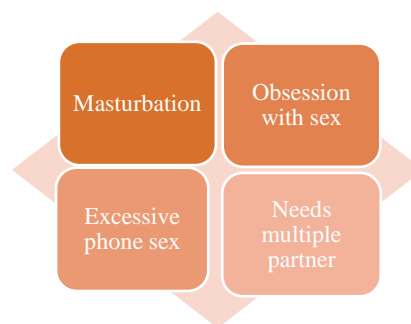 Masturbation
Obsession
with sex
Excessive
phone sex
Needs
multiple
partner